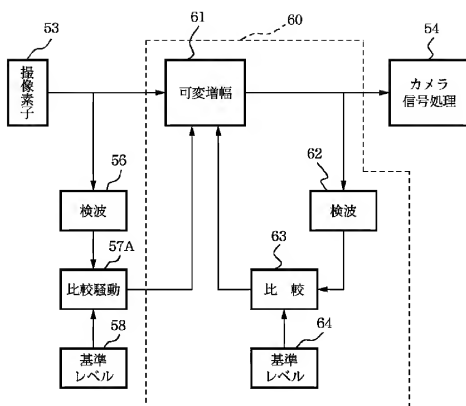 53
61
60
54
撮像素子
可変増幅
カメラ
信号処理
56
62
検波
検波
57A
63
比較騒動
比 較
58
64
基準
レベル
基準
レベル